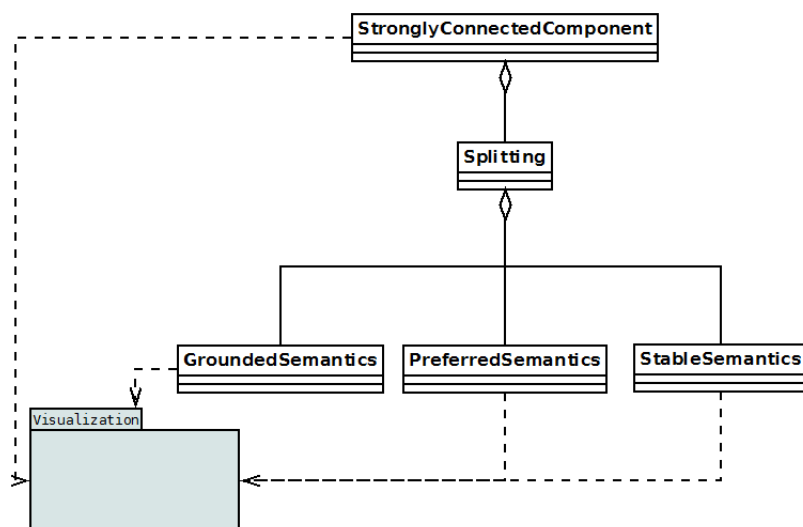 StronglyConnectedComponent
Splitting
GroundedSemantics
PreferredSemantics
StableSemantics
Visualization